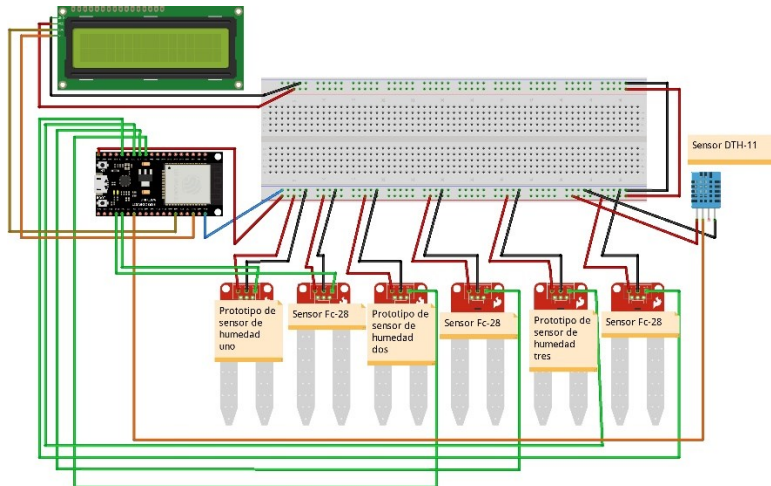 Sensor DTH-11
Prototipo de
sensor de
humedad
uno
Sensor Fc-28
Prototipo de
sensor de
humedad
dos
Sensor Fc-28
Prototipo de
sensor de
humedad
tres
Sensor Fc-28